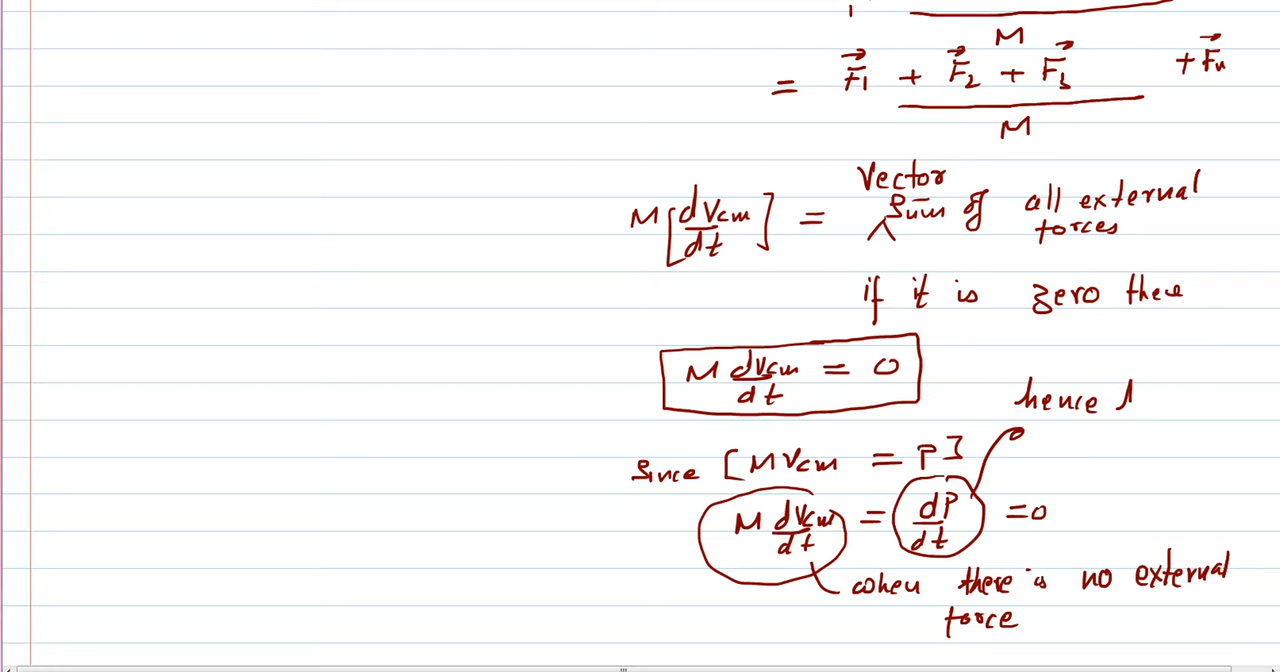 M
= F⃗1 + F⃗2 + F⃗3 + F⃗n
M
Vector
M[dVcm/dt] = Sum of all external forces
if it is zero then
M dVcm/dt = 0
hence
Since [MVcm = P]
M dVcm/dt = dP/dt = 0
when there is no external
force